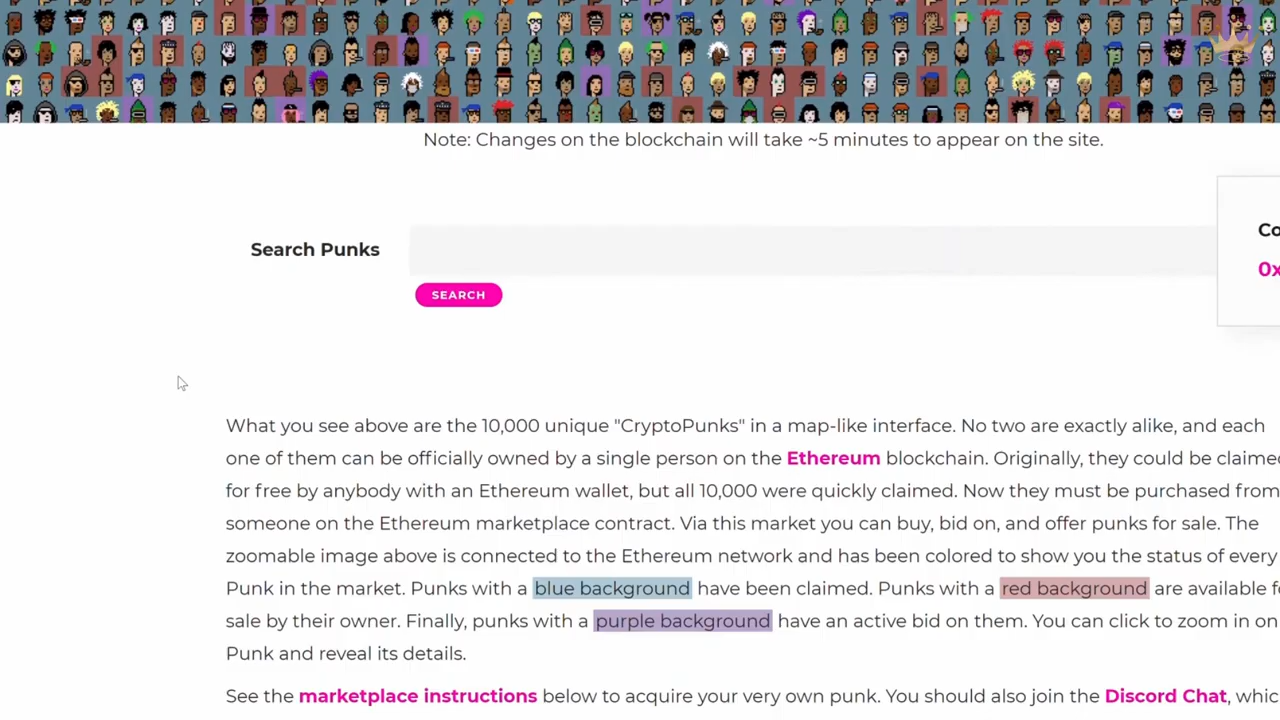 Note: Changes on the blockchain will take ~5 minutes to appear on the site.
Co
Search Punks
0x
SEARCH
What you see above are the 10,000 unique "CryptoPunks" in a map-like interface. No two are exactly alike, and each
one of them can be officially owned by a single person on the Ethereum blockchain. Originally, they could be claimed
for free by anybody with an Ethereum wallet, but all 10,000 were quickly claimed. Now they must be purchased from
someone on the Ethereum marketplace contract. Via this market you can buy, bid on, and offer punks for sale. The
zoomable image above is connected to the Ethereum network and has been colored to show you the status of every
Punk in the market. Punks with a blue background have been claimed. Punks with a red background are available f
sale by their owner. Finally, punks with a purple background have an active bid on them. You can click to zoom in on
Punk and reveal its details.
See the marketplace instructions below to acquire your very own punk. You should also join the Discord Chat, whic